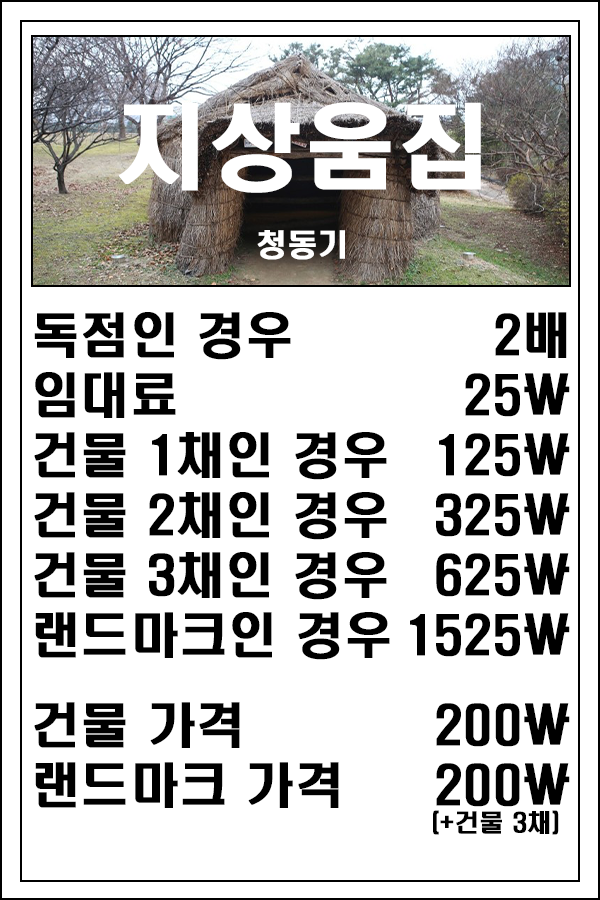 지상움집
청동기
독점인 경우 2배
임대료 25₩
건물 1채인 경우 125₩
건물 2채인 경우 325₩
건물 3채인 경우 625₩
랜드마크인 경우 1525₩
건물 가격 200₩
랜드마크 가격 200₩
(+건물 3채)